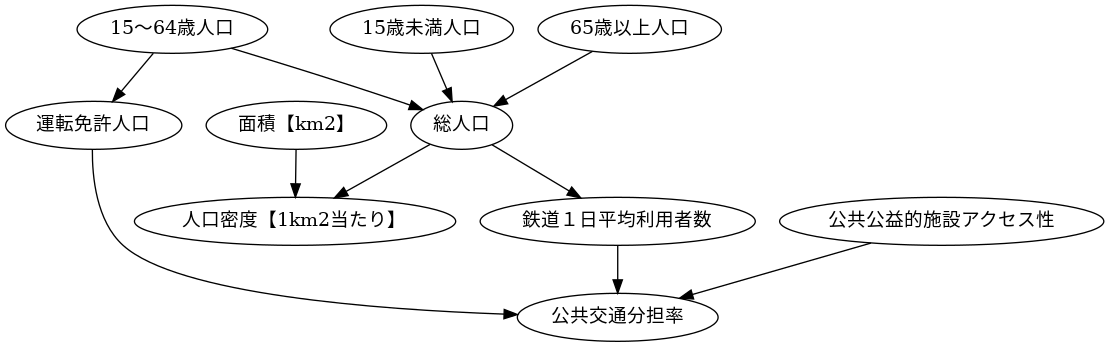 15～64歳人口
15歳未満人口
65歳以上人口
運転免許人口
面積【km2】
総人口
人口密度【1km2当たり】
鉄道１日平均利用者数
公共公益的施設アクセス性
公共交通分担率